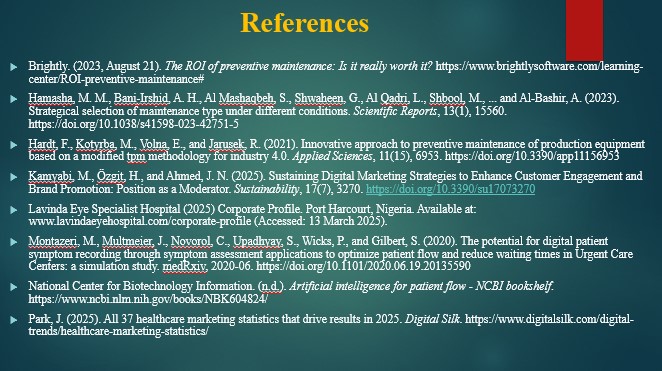 References
Brightly. (2023, August 21). The ROI of preventive maintenance: Is it really worth it? https://www.brightlysoftware.com/learning-
center/ROI-preventive-maintenance#
Hamasha, M. M., Bani-Irshid, A. H., Al Mashaqbeh, S., Shwaheen, G., Al Qadri, L., Shbool, M., ... and Al-Bashir, A. (2023).
Strategical selection of maintenance type under different conditions. Scientific Reports, 13(1), 15560.
https://doi.org/10.1038/s41598-023-42751-5
Hardt, F., Kotyrba, M., Volna, E., and Jarusek, R. (2021). Innovative approach to preventive maintenance of production equipment
based on a modified tpm methodology for industry 4.0. Applied Sciences, 11(15), 6953. https://doi.org/10.3390/app11156953
Kamyabi, M., Özgit, H., and Ahmed, J. N. (2025). Sustaining Digital Marketing Strategies to Enhance Customer Engagement and
Brand Promotion: Position as a Moderator. Sustainability, 17(7), 3270. https://doi.org/10.3390/su17073270
Lavinda Eye Specialist Hospital (2025) Corporate Profile. Port Harcourt, Nigeria. Available at:
www.lavindaeyehospital.com/corporate-profile (Accessed: 13 March 2025).
Montazeri, M., Multmeier, J., Novorol, C., Upadhyay, S., Wicks, P., and Gilbert, S. (2020). The potential for digital patient
symptom recording through symptom assessment applications to optimize patient flow and reduce waiting times in Urgent Care
Centers: a simulation study. medRxiv, 2020-06. https://doi.org/10.1101/2020.06.19.20135590
National Center for Biotechnology Information. (n.d.). Artificial intelligence for patient flow - NCBI bookshelf.
https://www.ncbi.nlm.nih.gov/books/NBK604824/
Park, J. (2025). All 37 healthcare marketing statistics that drive results in 2025. Digital Silk. https://www.digitalsilk.com/digital-
trends/healthcare-marketing-statistics/